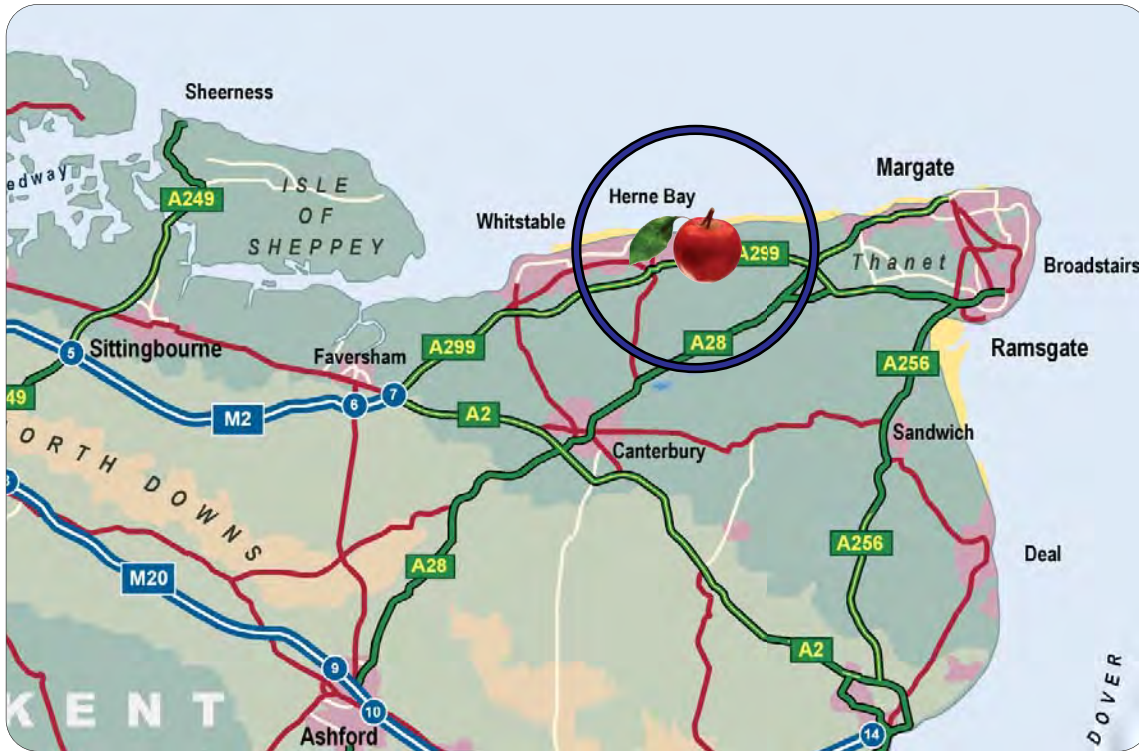 Sheerness
edway
A249
ISLE
OF
SHEPPEY
Herne Bay
Whitstable
A299
Margate
Thanet
Broadstairs
5
Sittingbourne
Faversham
A299
A28
Ramsgate
A256
49
M2
6
7
A2
Canterbury
Sandwich
ORTH DOWNS
3
A28
A256
Deal
M20
A2
9
10
KENT
Ashford
14
DOVER